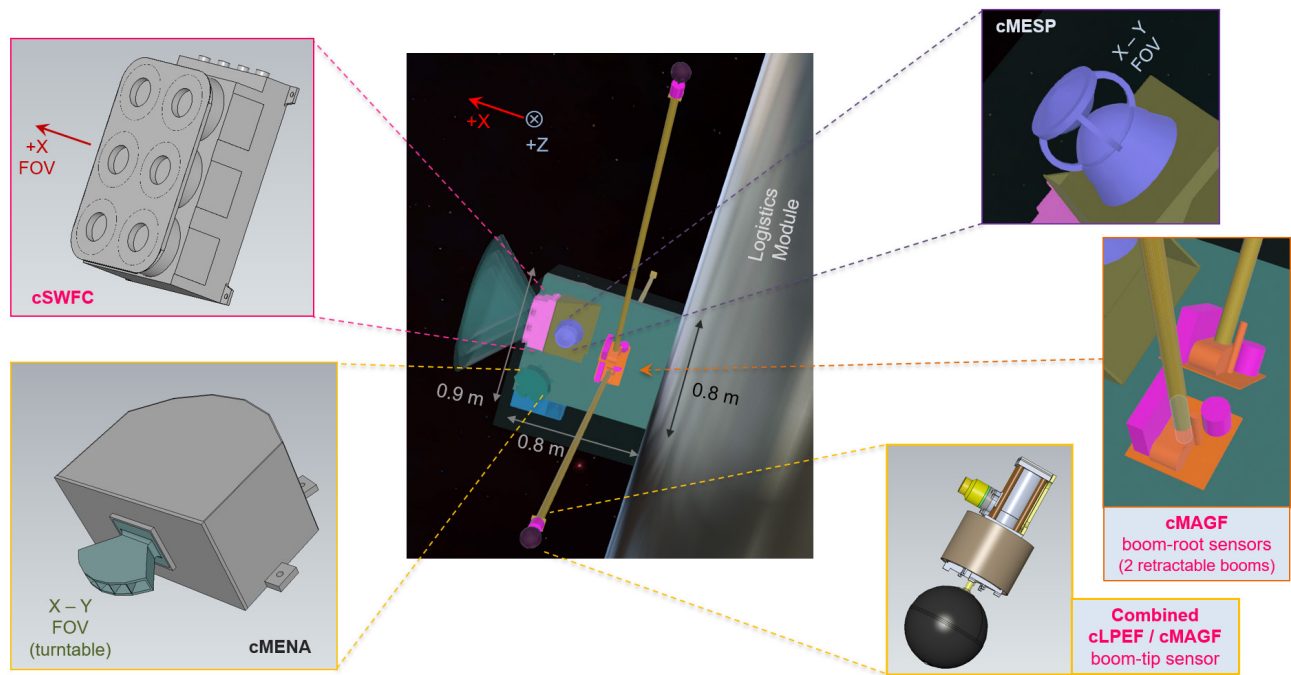 +X
FOV
cSWFC
+X
+Z
Logistics
Module
0.9 m
0.8 m
0.8 m
cMESP
X – Y
FOV
cMAGF
boom-root sensors
(2 retractable booms)
X – Y
FOV
(turntable)
cMENA
Combined
cLPEF / cMAGF
boom-tip sensor